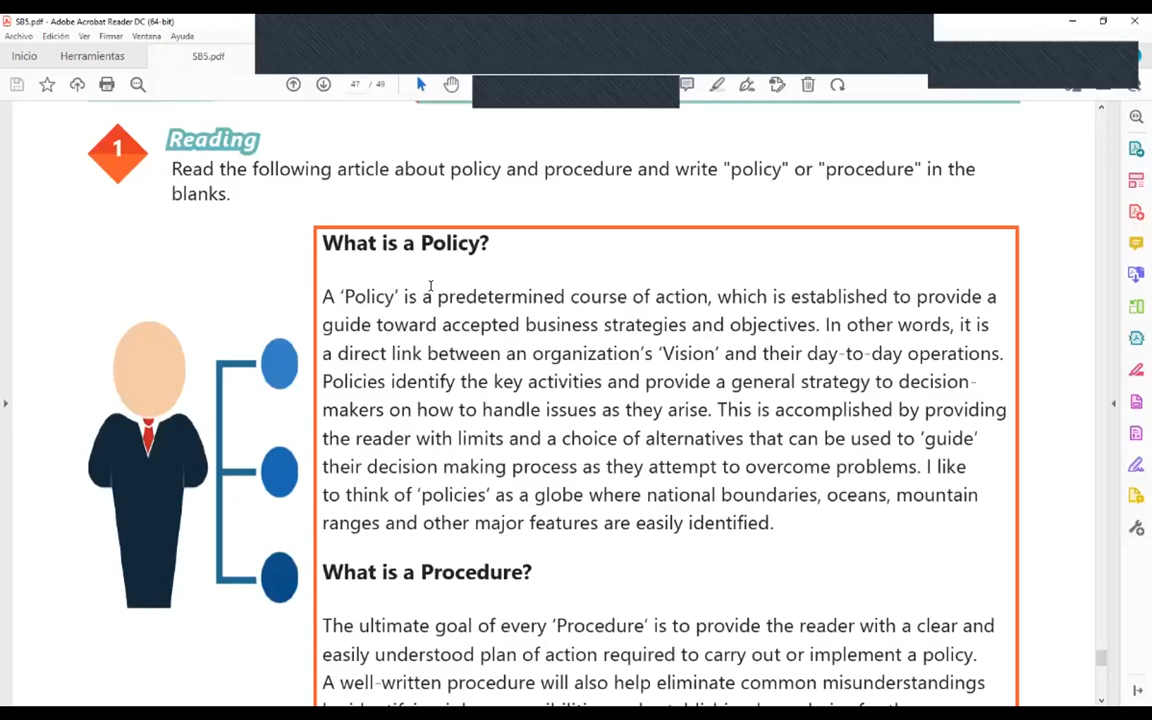 SB5.pdf - Adobe Acrobat Reader DC (64-bit)
Archivo Edición Ver Firmar Ventana Ayuda
Inicio Herramientas SB5.pdf
47 / 49
1
Reading
Read the following article about policy and procedure and write "policy" or "procedure" in the
blanks.
What is a Policy?
A ‘Policy’ is a predetermined course of action, which is established to provide a
guide toward accepted business strategies and objectives. In other words, it is
a direct link between an organization’s ‘Vision’ and their day-to-day operations.
Policies identify the key activities and provide a general strategy to decision-
makers on how to handle issues as they arise. This is accomplished by providing
the reader with limits and a choice of alternatives that can be used to ‘guide’
their decision making process as they attempt to overcome problems. I like
to think of ‘policies’ as a globe where national boundaries, oceans, mountain
ranges and other major features are easily identified.
What is a Procedure?
The ultimate goal of every ‘Procedure’ is to provide the reader with a clear and
easily understood plan of action required to carry out or implement a policy.
A well-written procedure will also help eliminate common misunderstandings